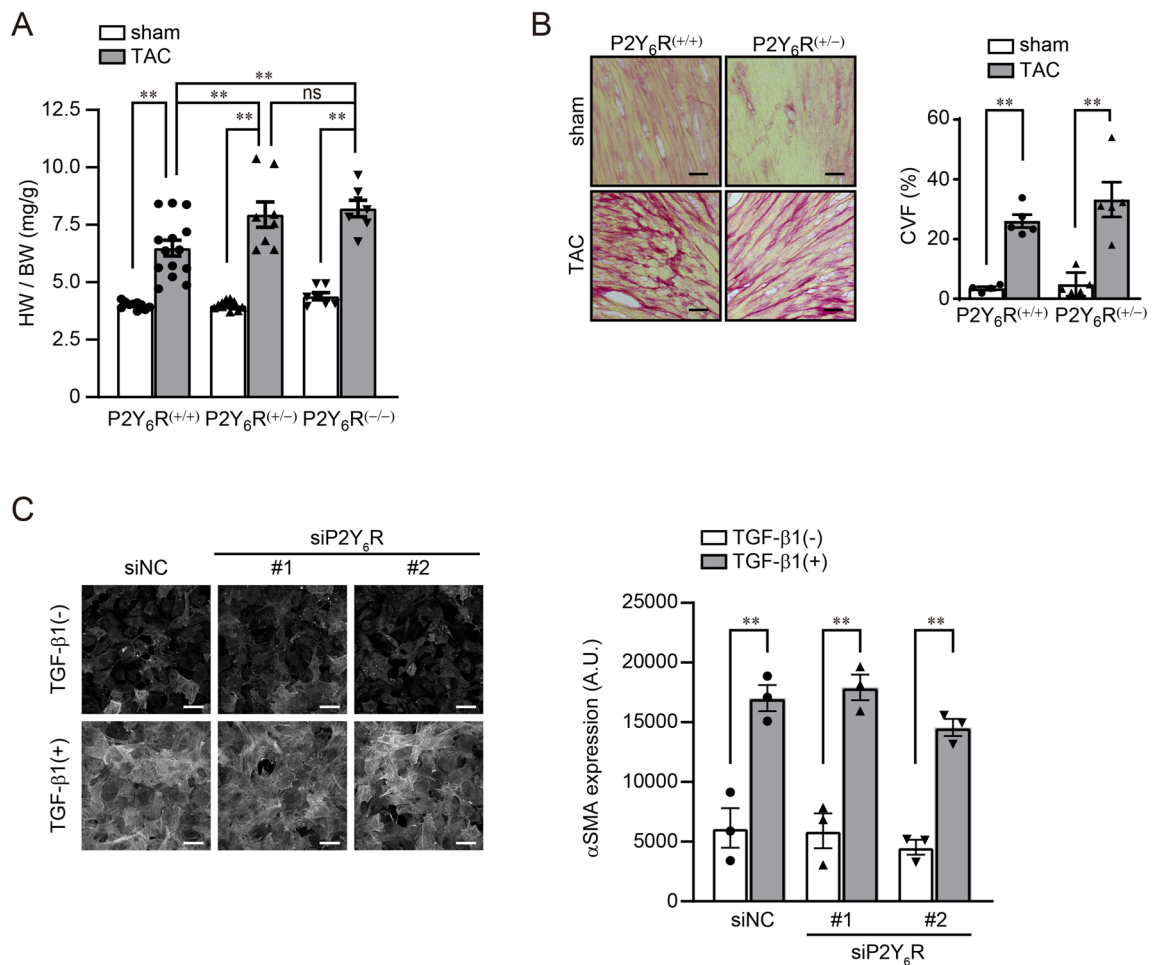 A
sham
TAC
HW / BW (mg/g)
12.5
10.0
7.5
5.0
2.5
0
**
**
**
ns
**
**
P2Y6R(+/+)
P2Y6R(+/−)
P2Y6R(−/−)
B
P2Y6R(+/+)
P2Y6R(+/−)
sham
TAC
sham
TAC
CVF (%)
60
40
20
0
**
**
P2Y6R(+/+)
P2Y6R(+/−)
C
siP2Y6R
siNC
#1
#2
TGF-β1(-)
TGF-β1(+)
TGF-β1(-)
TGF-β1(+)
αSMA expression (A.U.)
25000
20000
15000
10000
5000
0
**
**
**
siNC
#1
#2
siP2Y6R